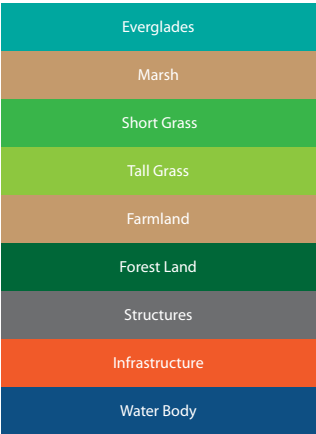 Everglades
Marsh
Short Grass
Tall Grass
Farmland
Forest Land
Structures
Infrastructure
Water Body